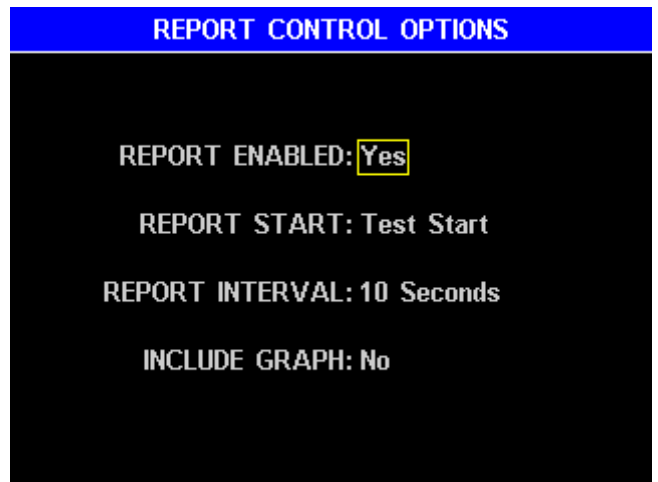 REPORT CONTROL OPTIONS
REPORT ENABLED: Yes
REPORT START: Test Start
REPORT INTERVAL: 10 Seconds
INCLUDE GRAPH: No